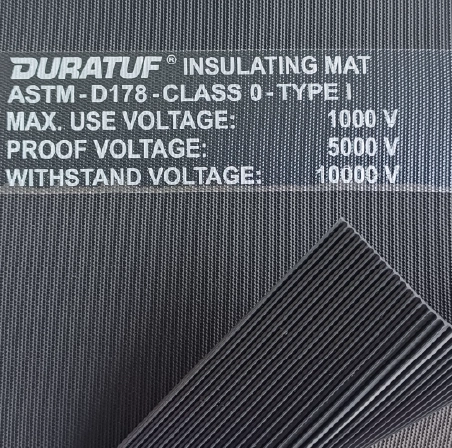 DURATUF® INSULATING MAT
ASTM - D178 - CLASS 0 - TYPE I
MAX. USE VOLTAGE: 1000 V
PROOF VOLTAGE: 5000 V
WITHSTAND VOLTAGE: 10000 V